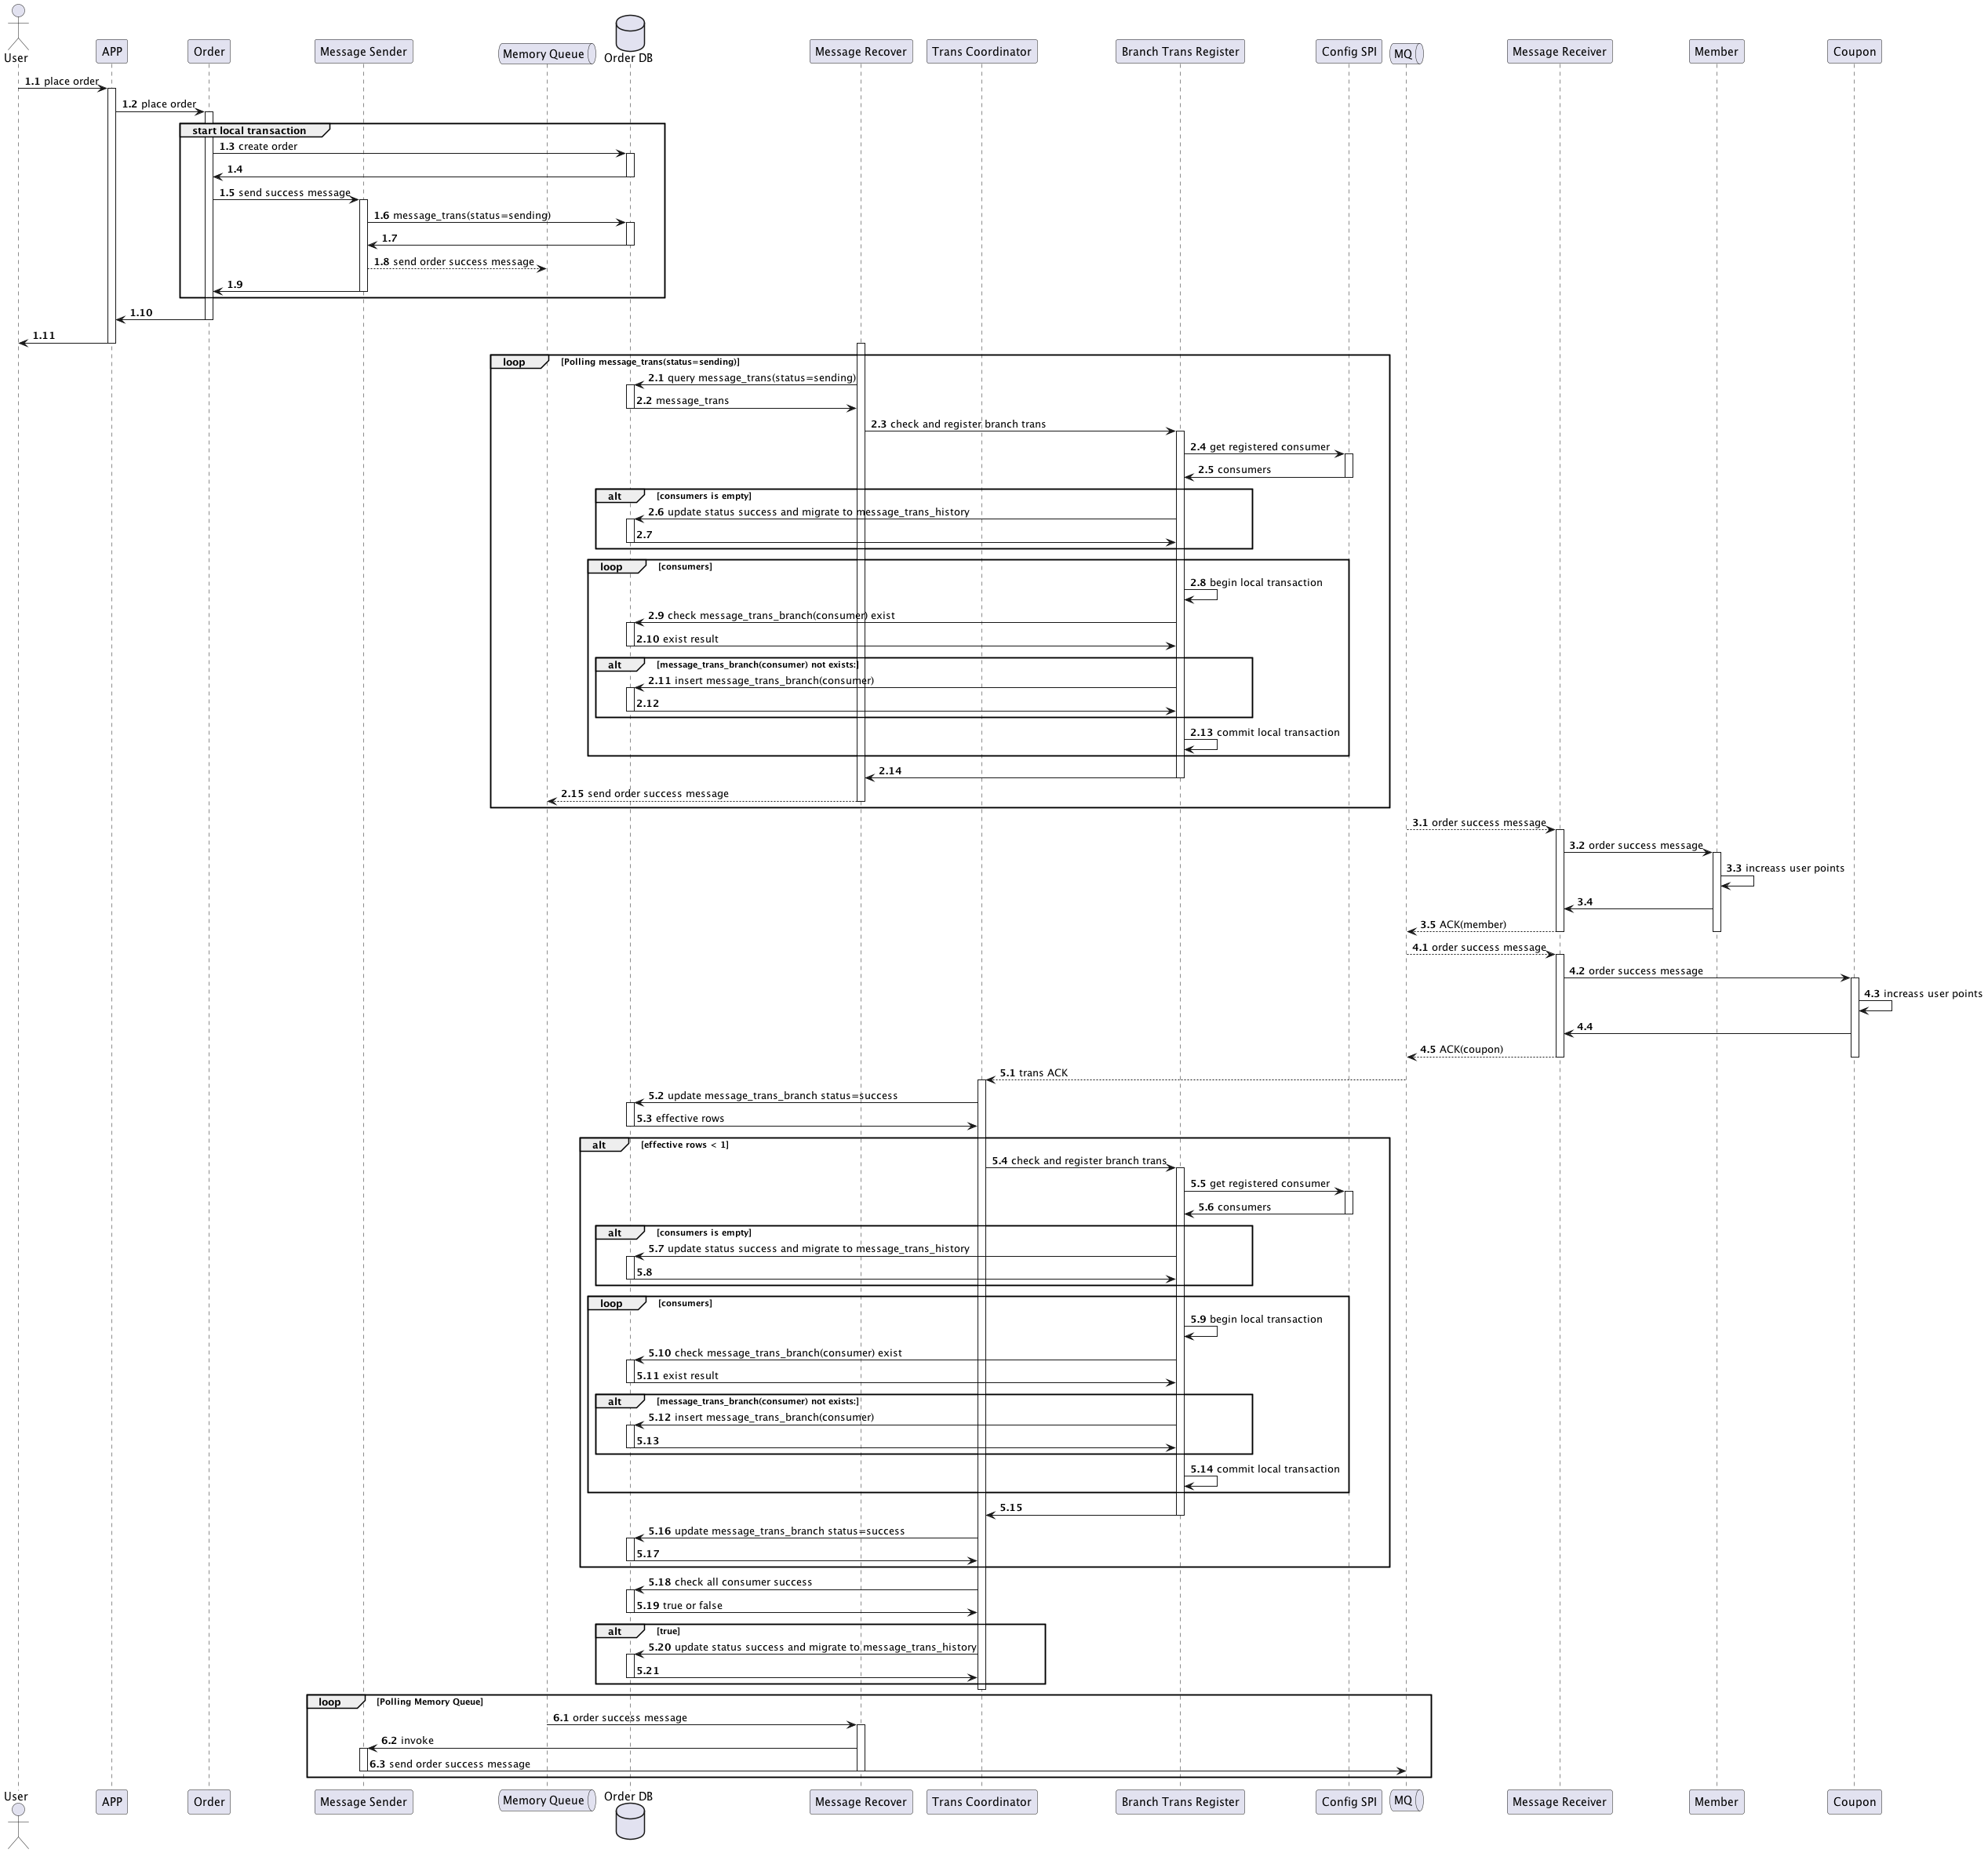 User
APP
Order
Message Sender
Memory Queue
Order DB
Message Recover
Trans Coordinator
Branch Trans Register
Config SPI
MQ
Message Receiver
Member
Coupon
1.1 place order
1.2 place order
start local transaction
1.3 create order
1.4
1.5 send success message
1.6 message_trans(status=sending)
1.7
1.8 send order success message
1.9
1.10
1.11
loop [Polling message_trans(status=sending)]
2.1 query message_trans(status=sending)
2.2 message_trans
2.3 check and register branch trans
2.4 get registered consumer
2.5 consumers
alt [consumers is empty]
2.6 update status success and migrate to message_trans_history
2.7
loop [consumers]
2.8 begin local transaction
2.9 check message_trans_branch(consumer) exist
2.10 exist result
alt [message_trans_branch(consumer) not exists:]
2.11 insert message_trans_branch(consumer)
2.12
2.13 commit local transaction
2.14
2.15 send order success message
3.1 order success message
3.2 order success message
3.3 increass user points
3.4
3.5 ACK(member)
4.1 order success message
4.2 order success message
4.3 increass user points
4.4
4.5 ACK(coupon)
5.1 trans ACK
5.2 update message_trans_branch status=success
5.3 effective rows
alt [effective rows < 1]
5.4 check and register branch trans
5.5 get registered consumer
5.6 consumers
alt [consumers is empty]
5.7 update status success and migrate to message_trans_history
5.8
loop [consumers]
5.9 begin local transaction
5.10 check message_trans_branch(consumer) exist
5.11 exist result
alt [message_trans_branch(consumer) not exists:]
5.12 insert message_trans_branch(consumer)
5.13
5.14 commit local transaction
5.15
5.16 update message_trans_branch status=success
5.17
5.18 check all consumer success
5.19 true or false
alt [true]
5.20 update status success and migrate to message_trans_history
5.21
loop [Polling Memory Queue]
6.1 order success message
6.2 invoke
6.3 send order success message
User
APP
Order
Message Sender
Memory Queue
Order DB
Message Recover
Trans Coordinator
Branch Trans Register
Config SPI
MQ
Message Receiver
Member
Coupon